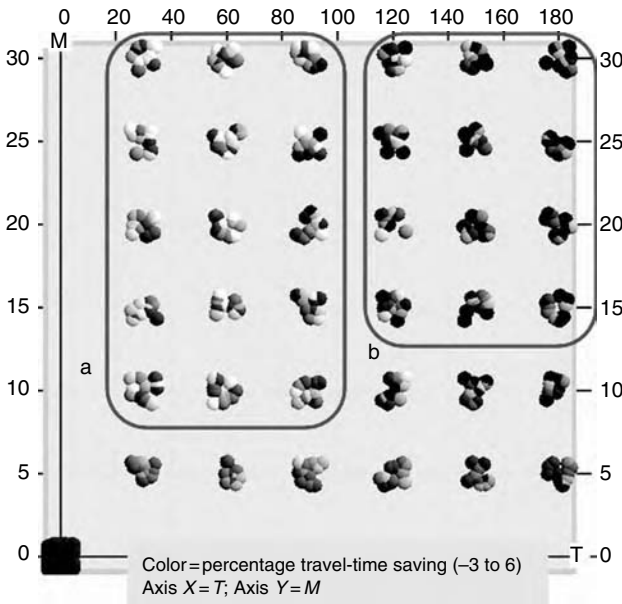 0 20 40 60 80 100 120 140 160 180
M
30 30
25 25
20 20
15 15
a b
10 10
5 5
0 T 0
Color=percentage travel-time saving (–3 to 6)
Axis X=T; Axis Y=M